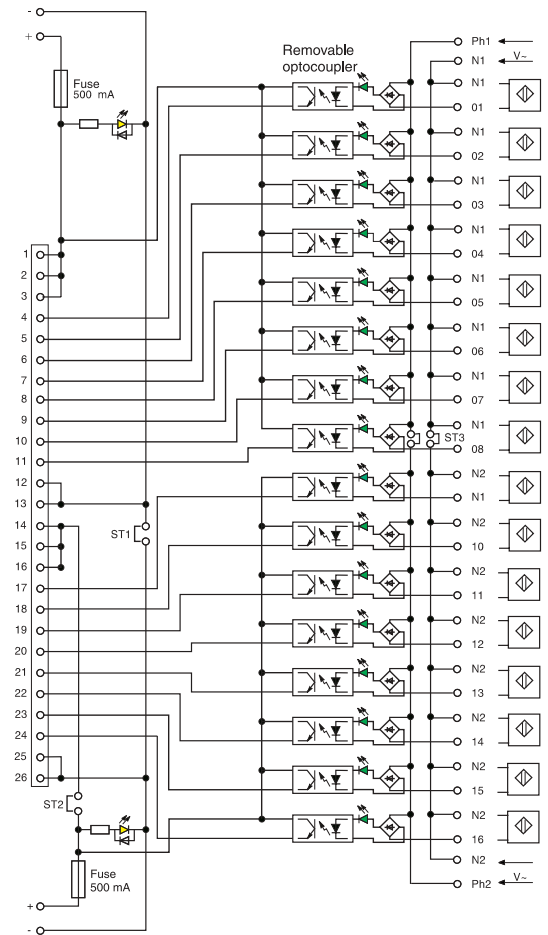 -
+
Fuse
500 mA
Removable
optocoupler
Ph1
V~
N1
N1
01
N1
02
N1
03
N1
04
N1
05
N1
06
N1
07
N1
ST3
08
N2
N1
N2
10
N2
11
N2
12
N2
13
N2
14
N2
15
N2
16
N2
V~
Ph2
1
2
3
4
5
6
7
8
9
10
11
12
13
14
ST1
15
16
17
18
19
20
21
22
23
24
25
26
ST2
Fuse
500 mA
+
-